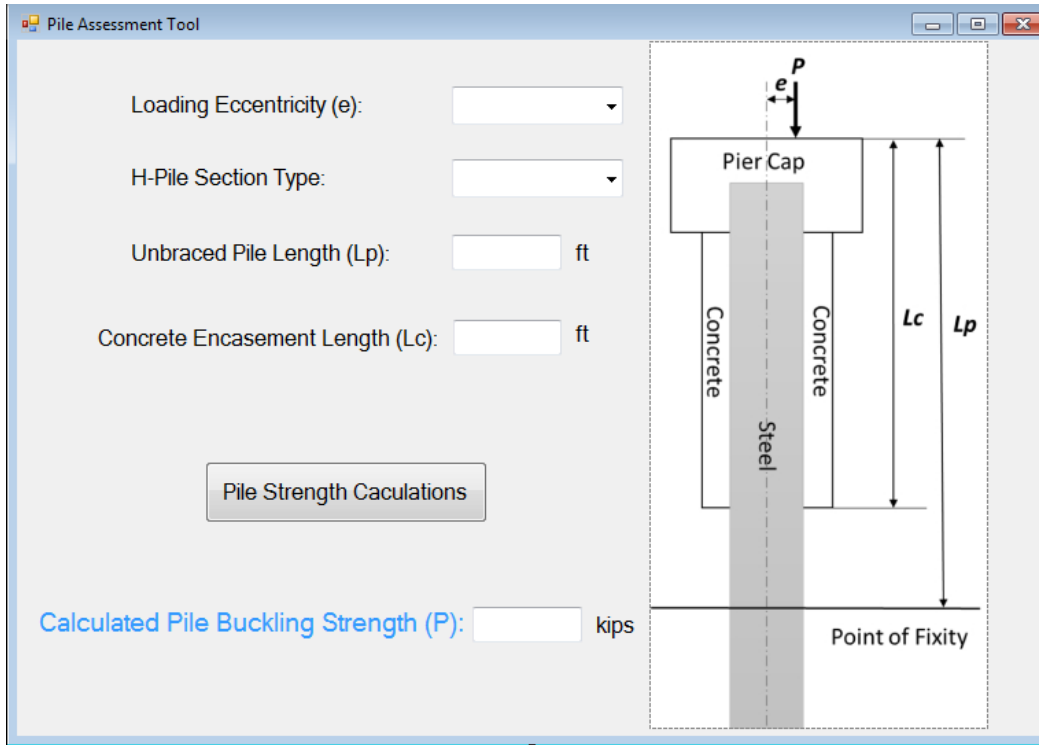 Pile Assessment Tool
Loading Eccentricity (e):
H-Pile Section Type:
Unbraced Pile Length (Lp):
ft
Concrete Encasement Length (Lc):
ft
Pile Strength Caculations
Calculated Pile Buckling Strength (P):
kips
P
e
Pier Cap
Concrete
Concrete
Steel
Lc
Lp
Point of Fixity